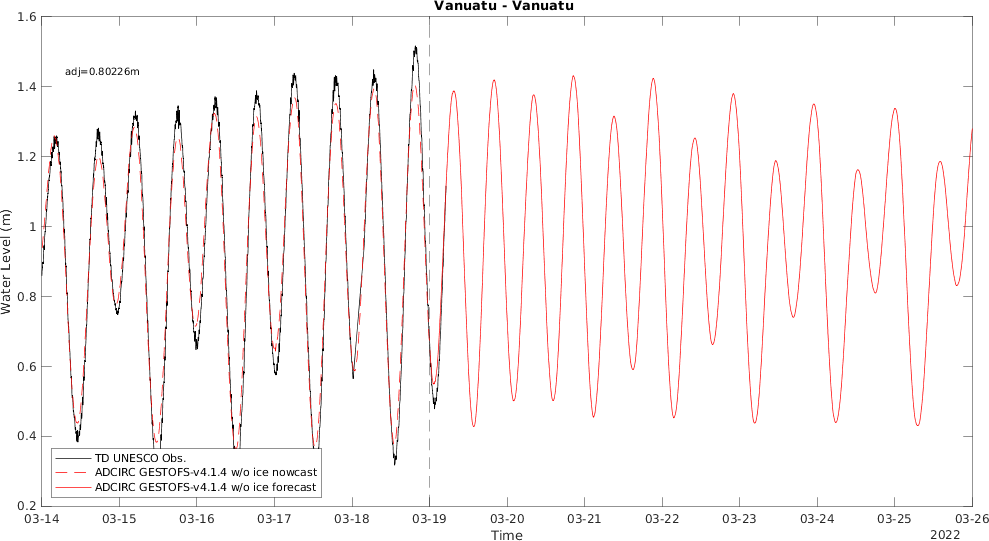 Vanuatu - Vanuatu
adj=0.80226m
Water Level (m)
1.6
1.4
1.2
1
0.8
0.6
0.4
0.2
TD UNESCO Obs.
ADCIRC GESTOFS-v4.1.4 w/o ice nowcast
ADCIRC GESTOFS-v4.1.4 w/o ice forecast
03-14 03-15 03-16 03-17 03-18 03-19 03-20 03-21 03-22 03-23 03-24 03-25 03-26
Time
2022